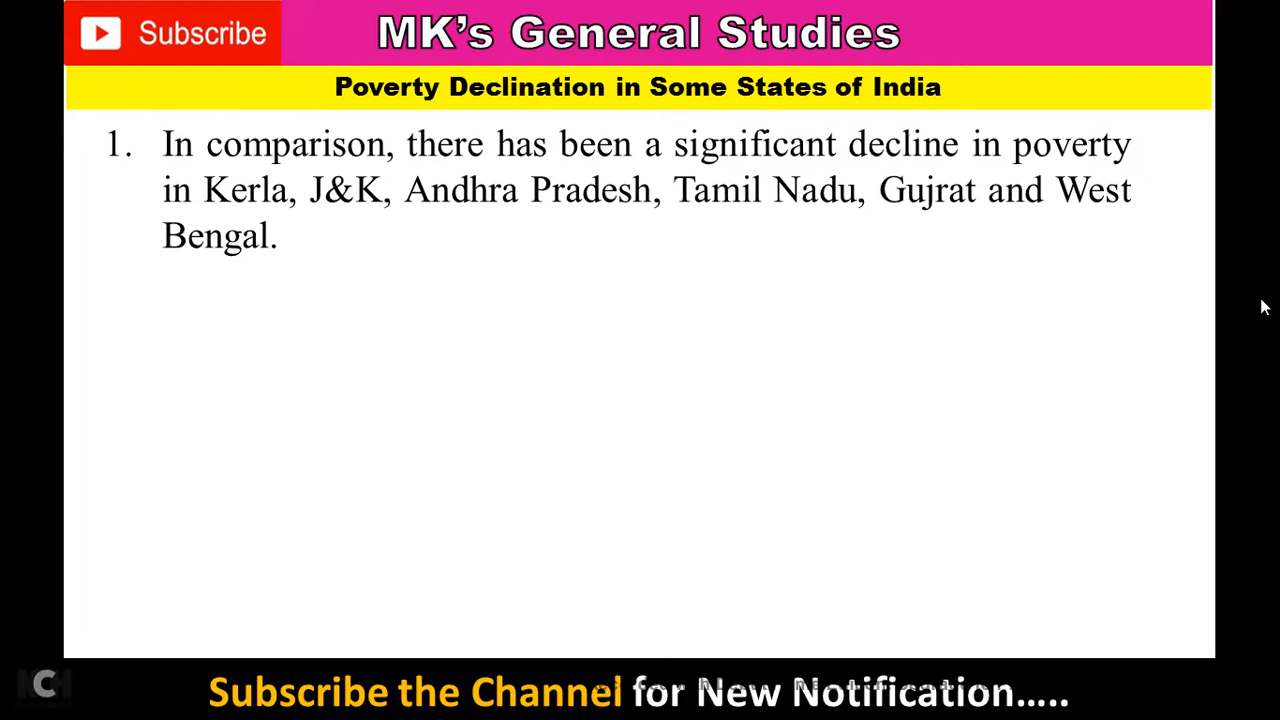 Subscribe
MK's General Studies
Poverty Declination in Some States of India
1. In comparison, there has been a significant decline in poverty
in Kerla, J&K, Andhra Pradesh, Tamil Nadu, Gujrat and West
Bengal.
Subscribe the Channel for New Notification.....